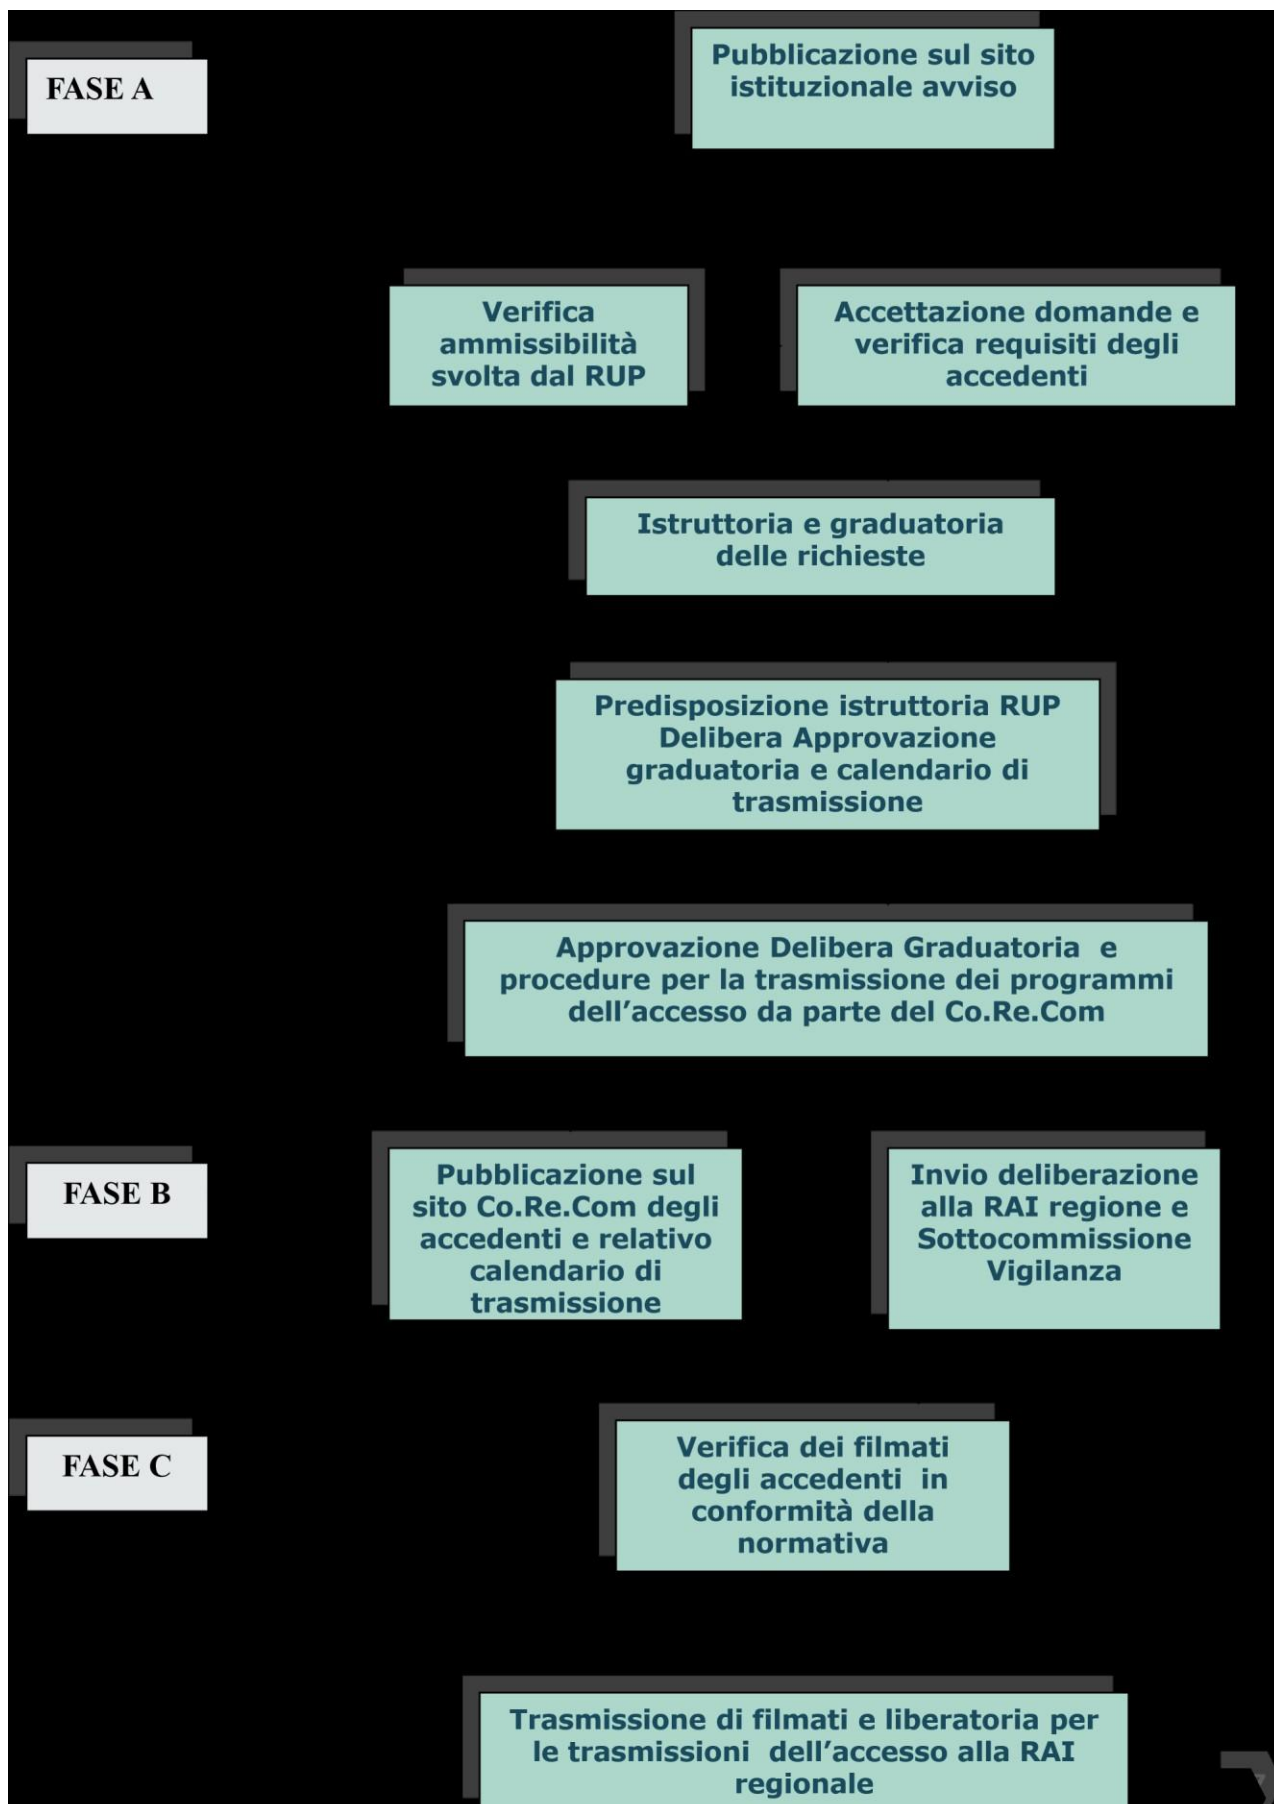 FASE A
Pubblicazione sul sito
istituzionale avviso
Verifica
ammissibilità
svolta dal RUP
Accettazione domande e
verifica requisiti degli
accedenti
Istruttoria e graduatoria
delle richieste
Predisposizione istruttoria RUP
Delibera Approvazione
graduatoria e calendario di
trasmissione
Approvazione Delibera Graduatoria e
procedure per la trasmissione dei programmi
dell’accesso da parte del Co.Re.Com
FASE B
Pubblicazione sul
sito Co.Re.Com degli
accedenti e relativo
calendario di
trasmissione
Invio deliberazione
alla RAI regione e
Sottocommissione
Vigilanza
FASE C
Verifica dei filmati
degli accedenti in
conformità della
normativa
Trasmissione di filmati e liberatoria per
le trasmissioni dell’accesso alla RAI
regionale